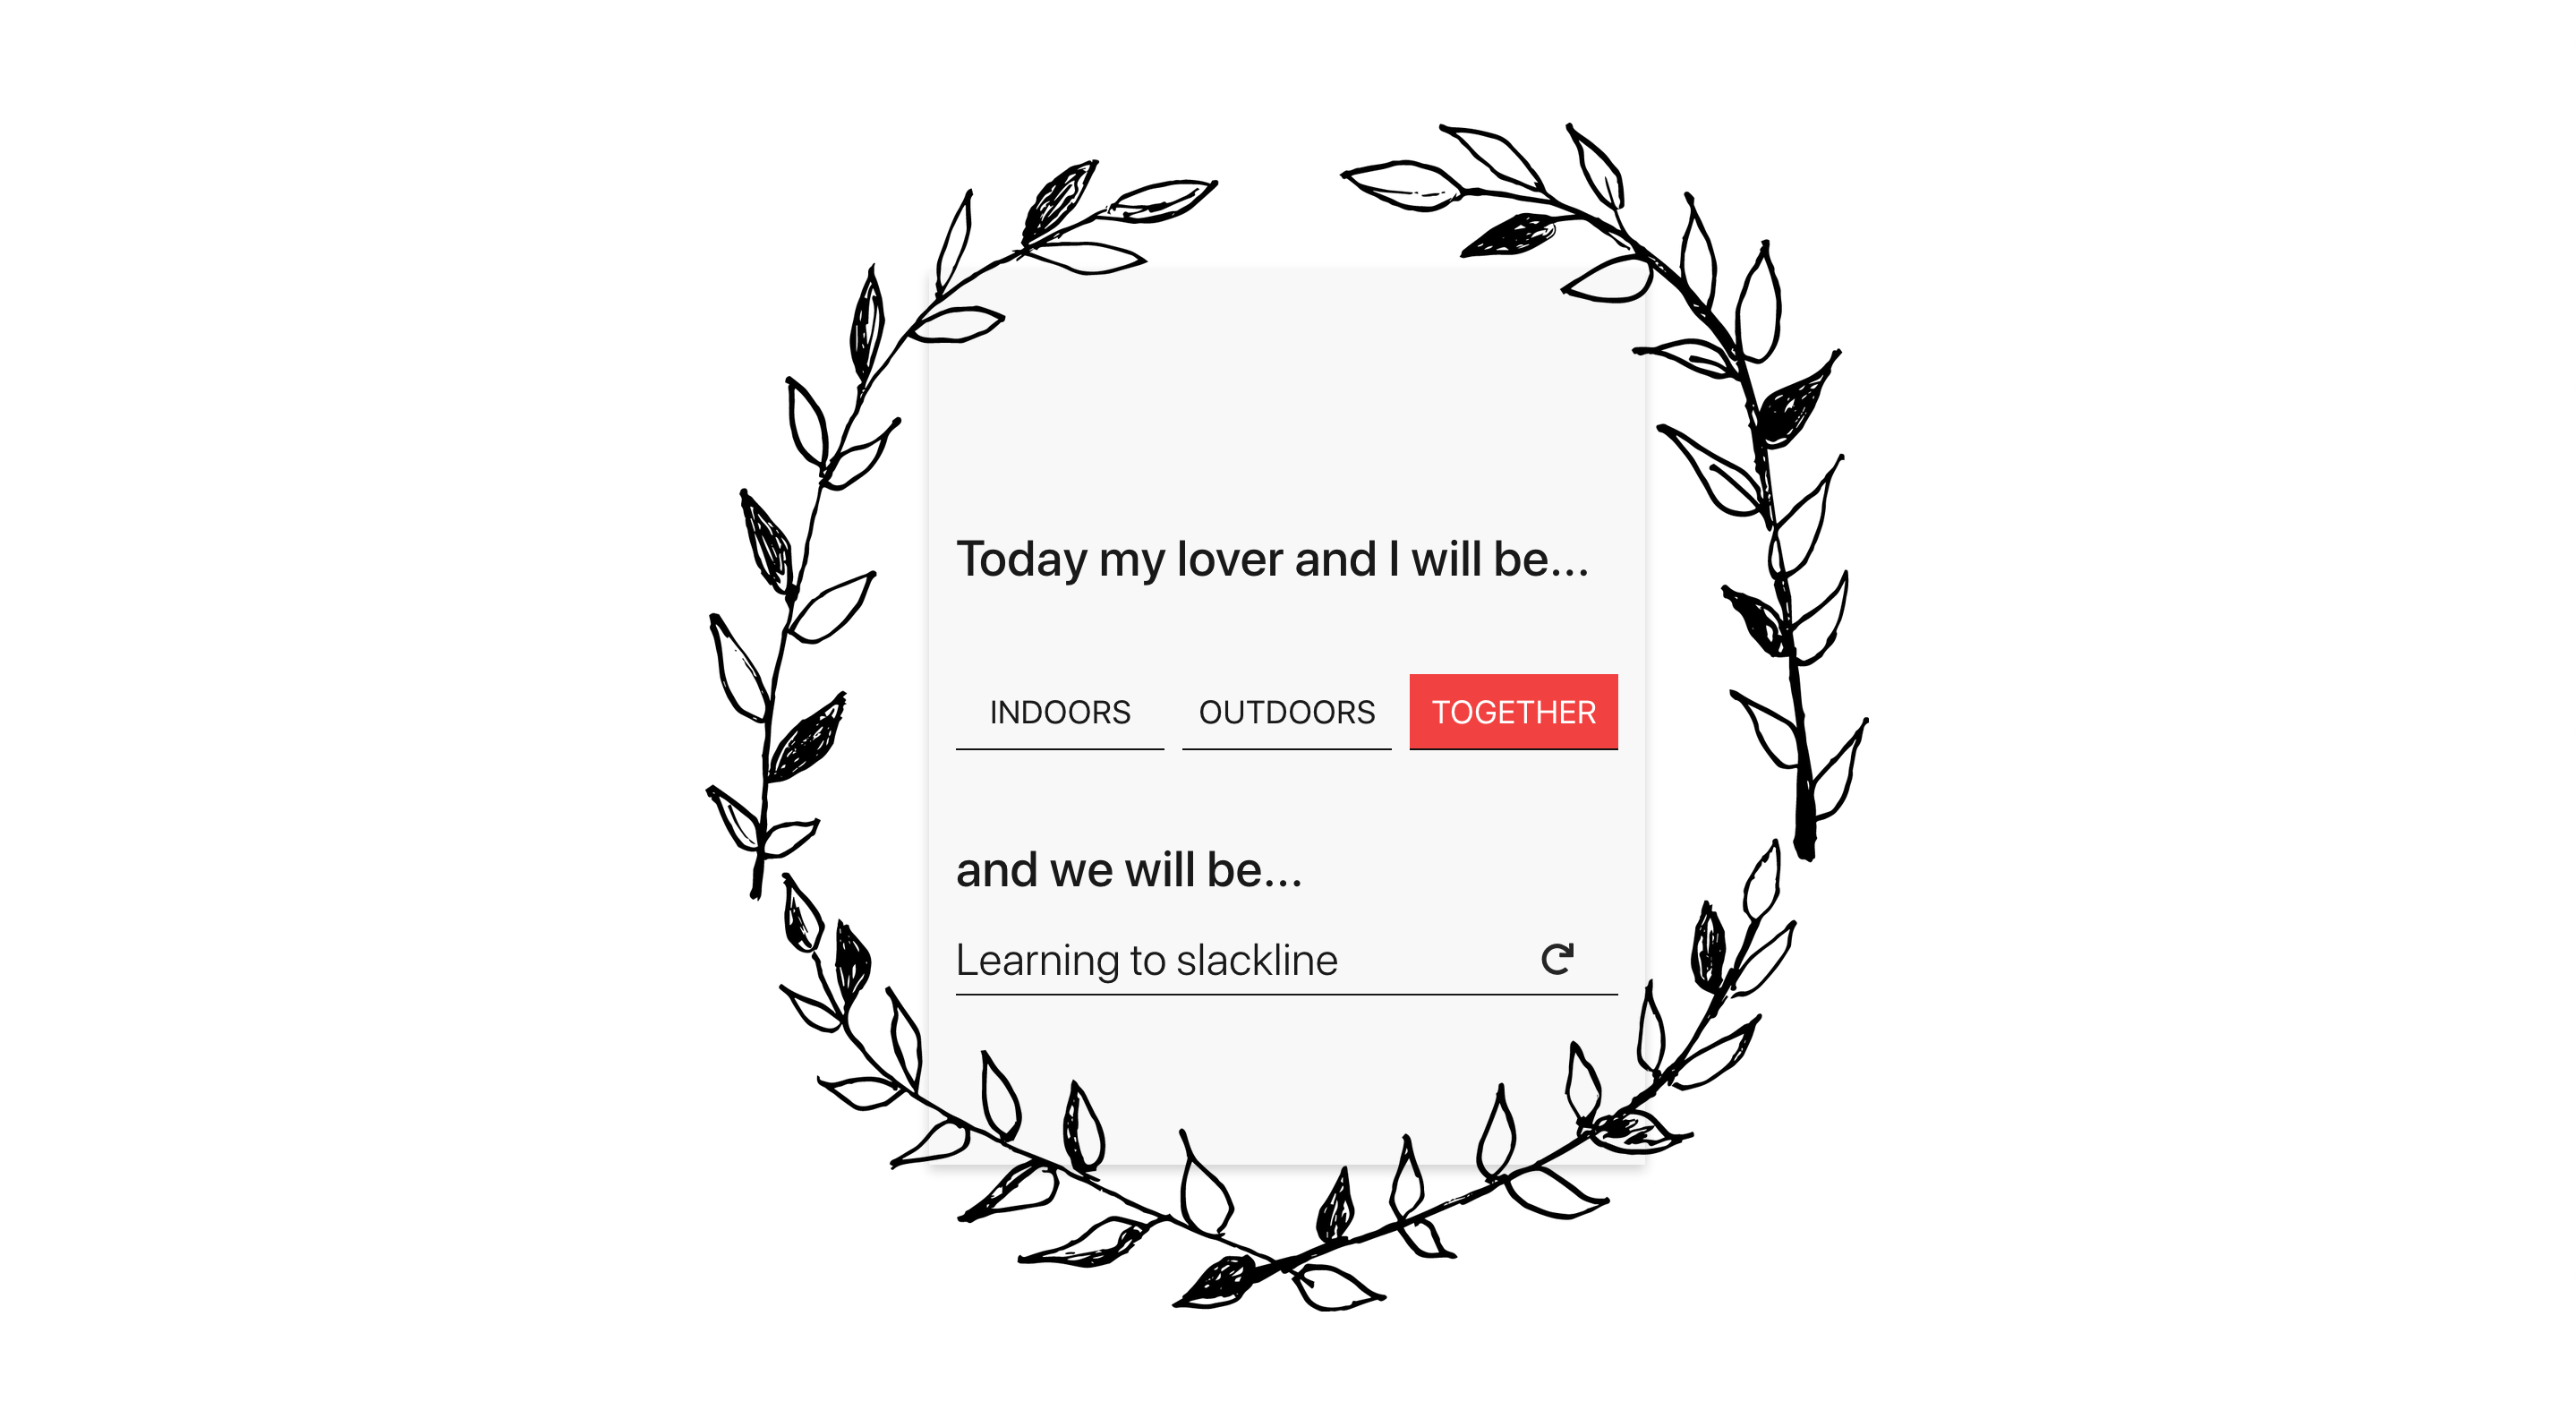 Today my lover and I will be...
INDOORS OUTDOORS TOGETHER
and we will be...
Learning to slackline